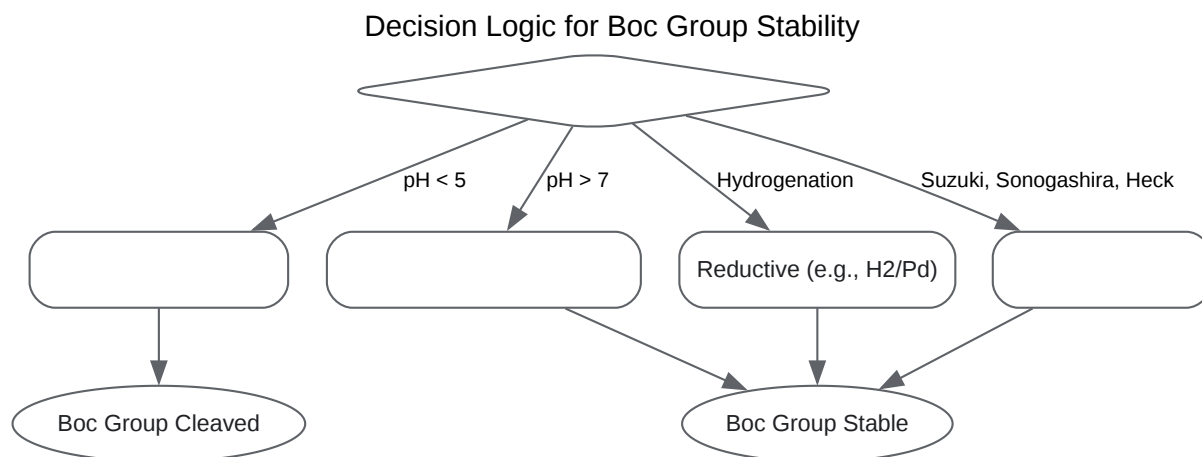 Decision Logic for Boc Group Stability
pH < 5
pH > 7
Hydrogenation
Suzuki, Sonogashira, Heck
Reductive (e.g., H2/Pd)
Boc Group Cleaved
Boc Group Stable